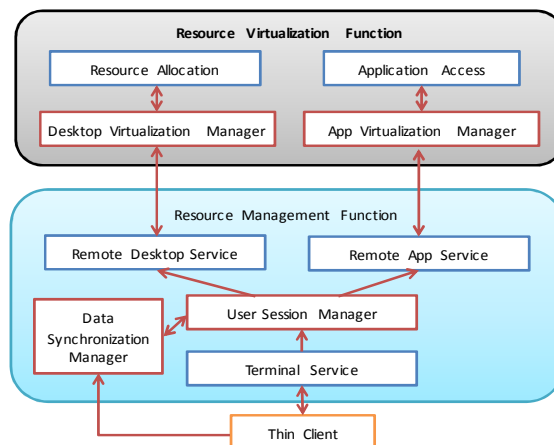 Resource Virtualization Function
Resource Allocation
Application Access
Desktop Virtualization Manager
App Virtualization Manager
Resource Management Function
Remote Desktop Service
Remote App Service
Data
Synchronization
Manager
User Session Manager
Terminal Service
Thin Client